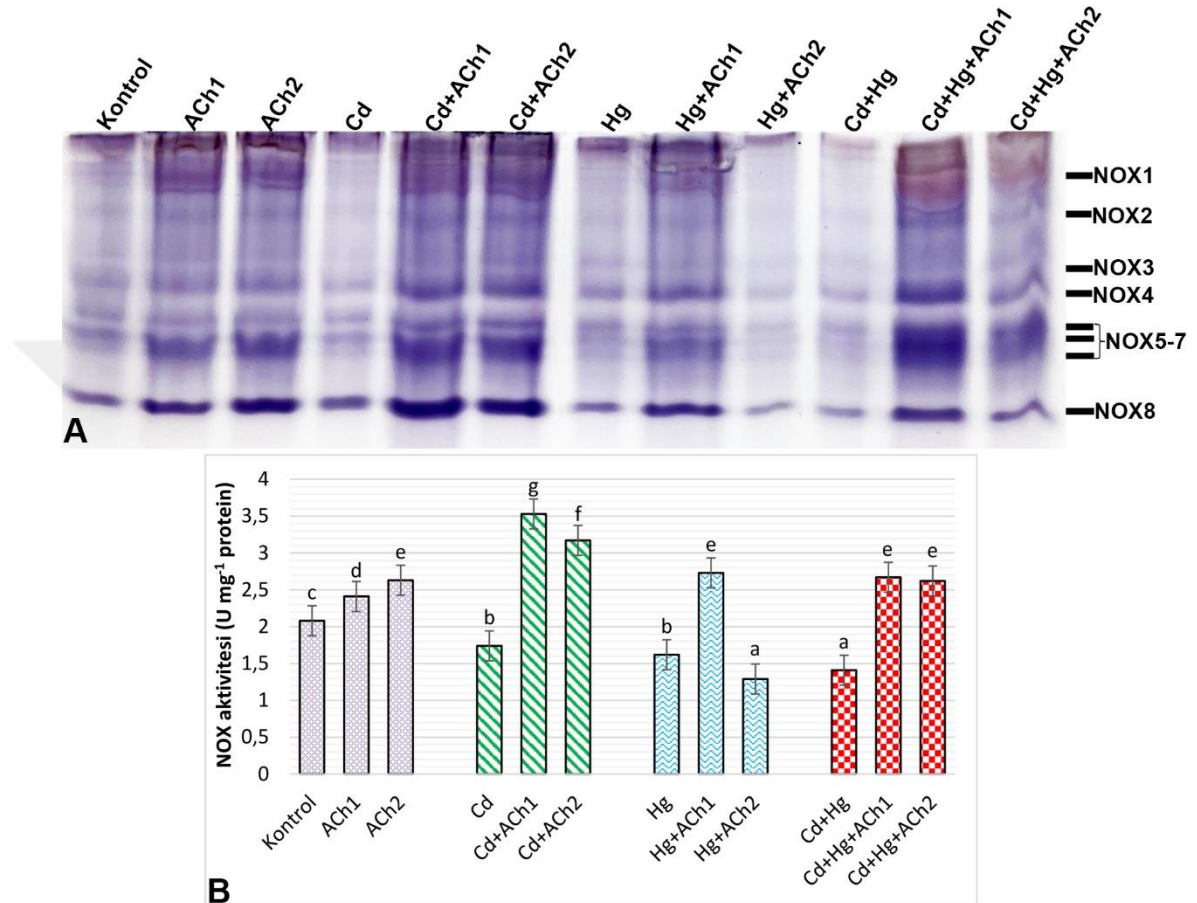 Kontrol ACh1 ACh2 Cd Cd+ACh1 Cd+ACh2 Hg Hg+ACh1 Hg+ACh2 Cd+Hg Cd+Hg+ACh1 Cd+Hg+ACh2
NOX1
NOX2
NOX3
NOX4
NOX5-7
NOX8
A
NOX aktivitesi (U mg⁻¹ protein)
4
3,5
3
2,5
2
1,5
1
0,5
0
c d e b g f b e a a e e
Kontrol ACh1 ACh2 Cd Cd+ACh1 Cd+ACh2 Hg Hg+ACh1 Hg+ACh2 Cd+Hg Cd+Hg+ACh1 Cd+Hg+ACh2
B